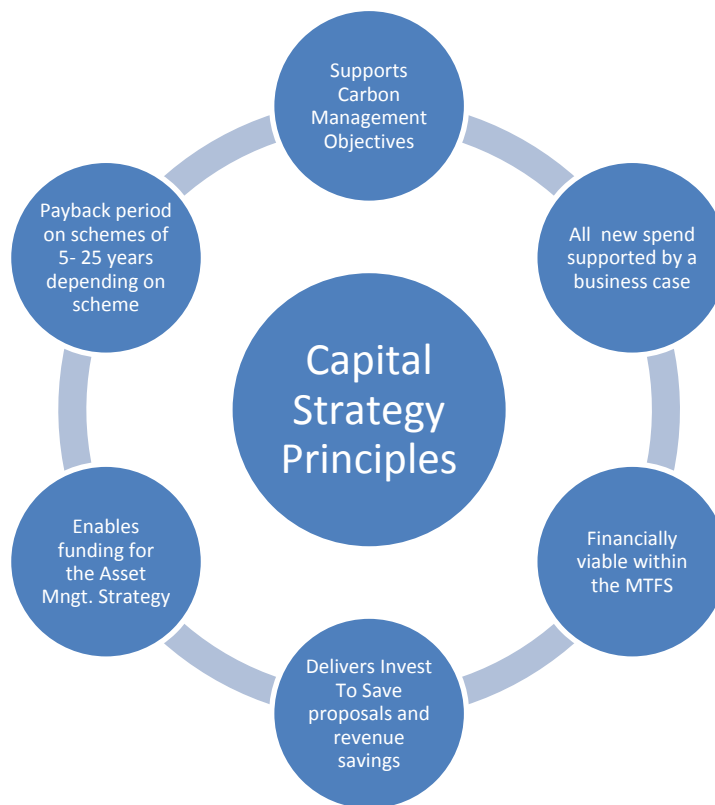 Supports
Carbon
Management
Objectives
All new spend
supported by a
business case
Financially
viable within
the MTFS
Delivers Invest
To Save
proposals and
revenue
savings
Enables
funding for
the Asset
Mngt. Strategy
Payback period
on schemes of
5- 25 years
depending on
scheme
Capital
Strategy
Principles